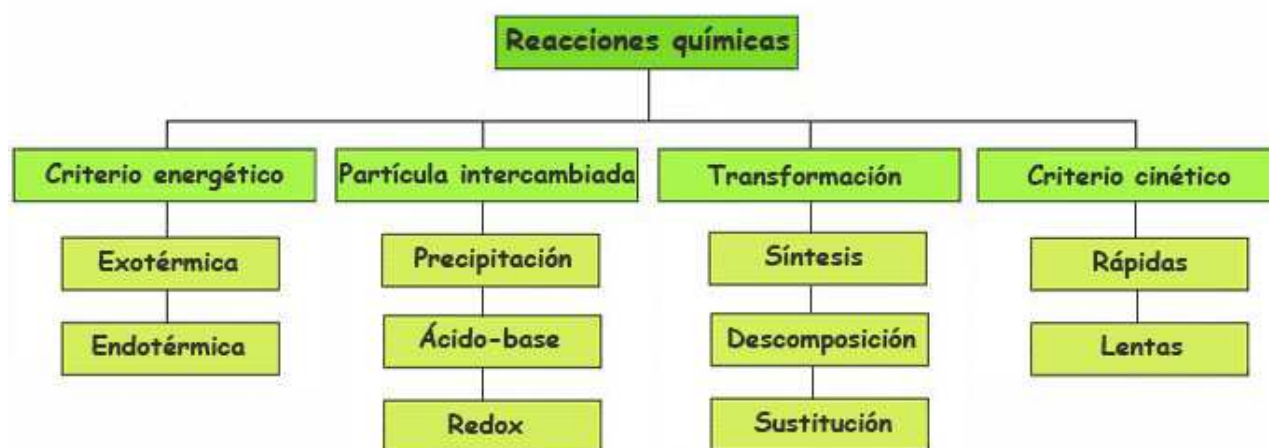 Reacciones químicas
Criterio energético
Partícula intercambiada
Transformación
Criterio cinético
Exotérmica
Precipitación
Síntesis
Rápidas
Endotérmica
Ácido-base
Descomposición
Lentas
Redox
Sustitución